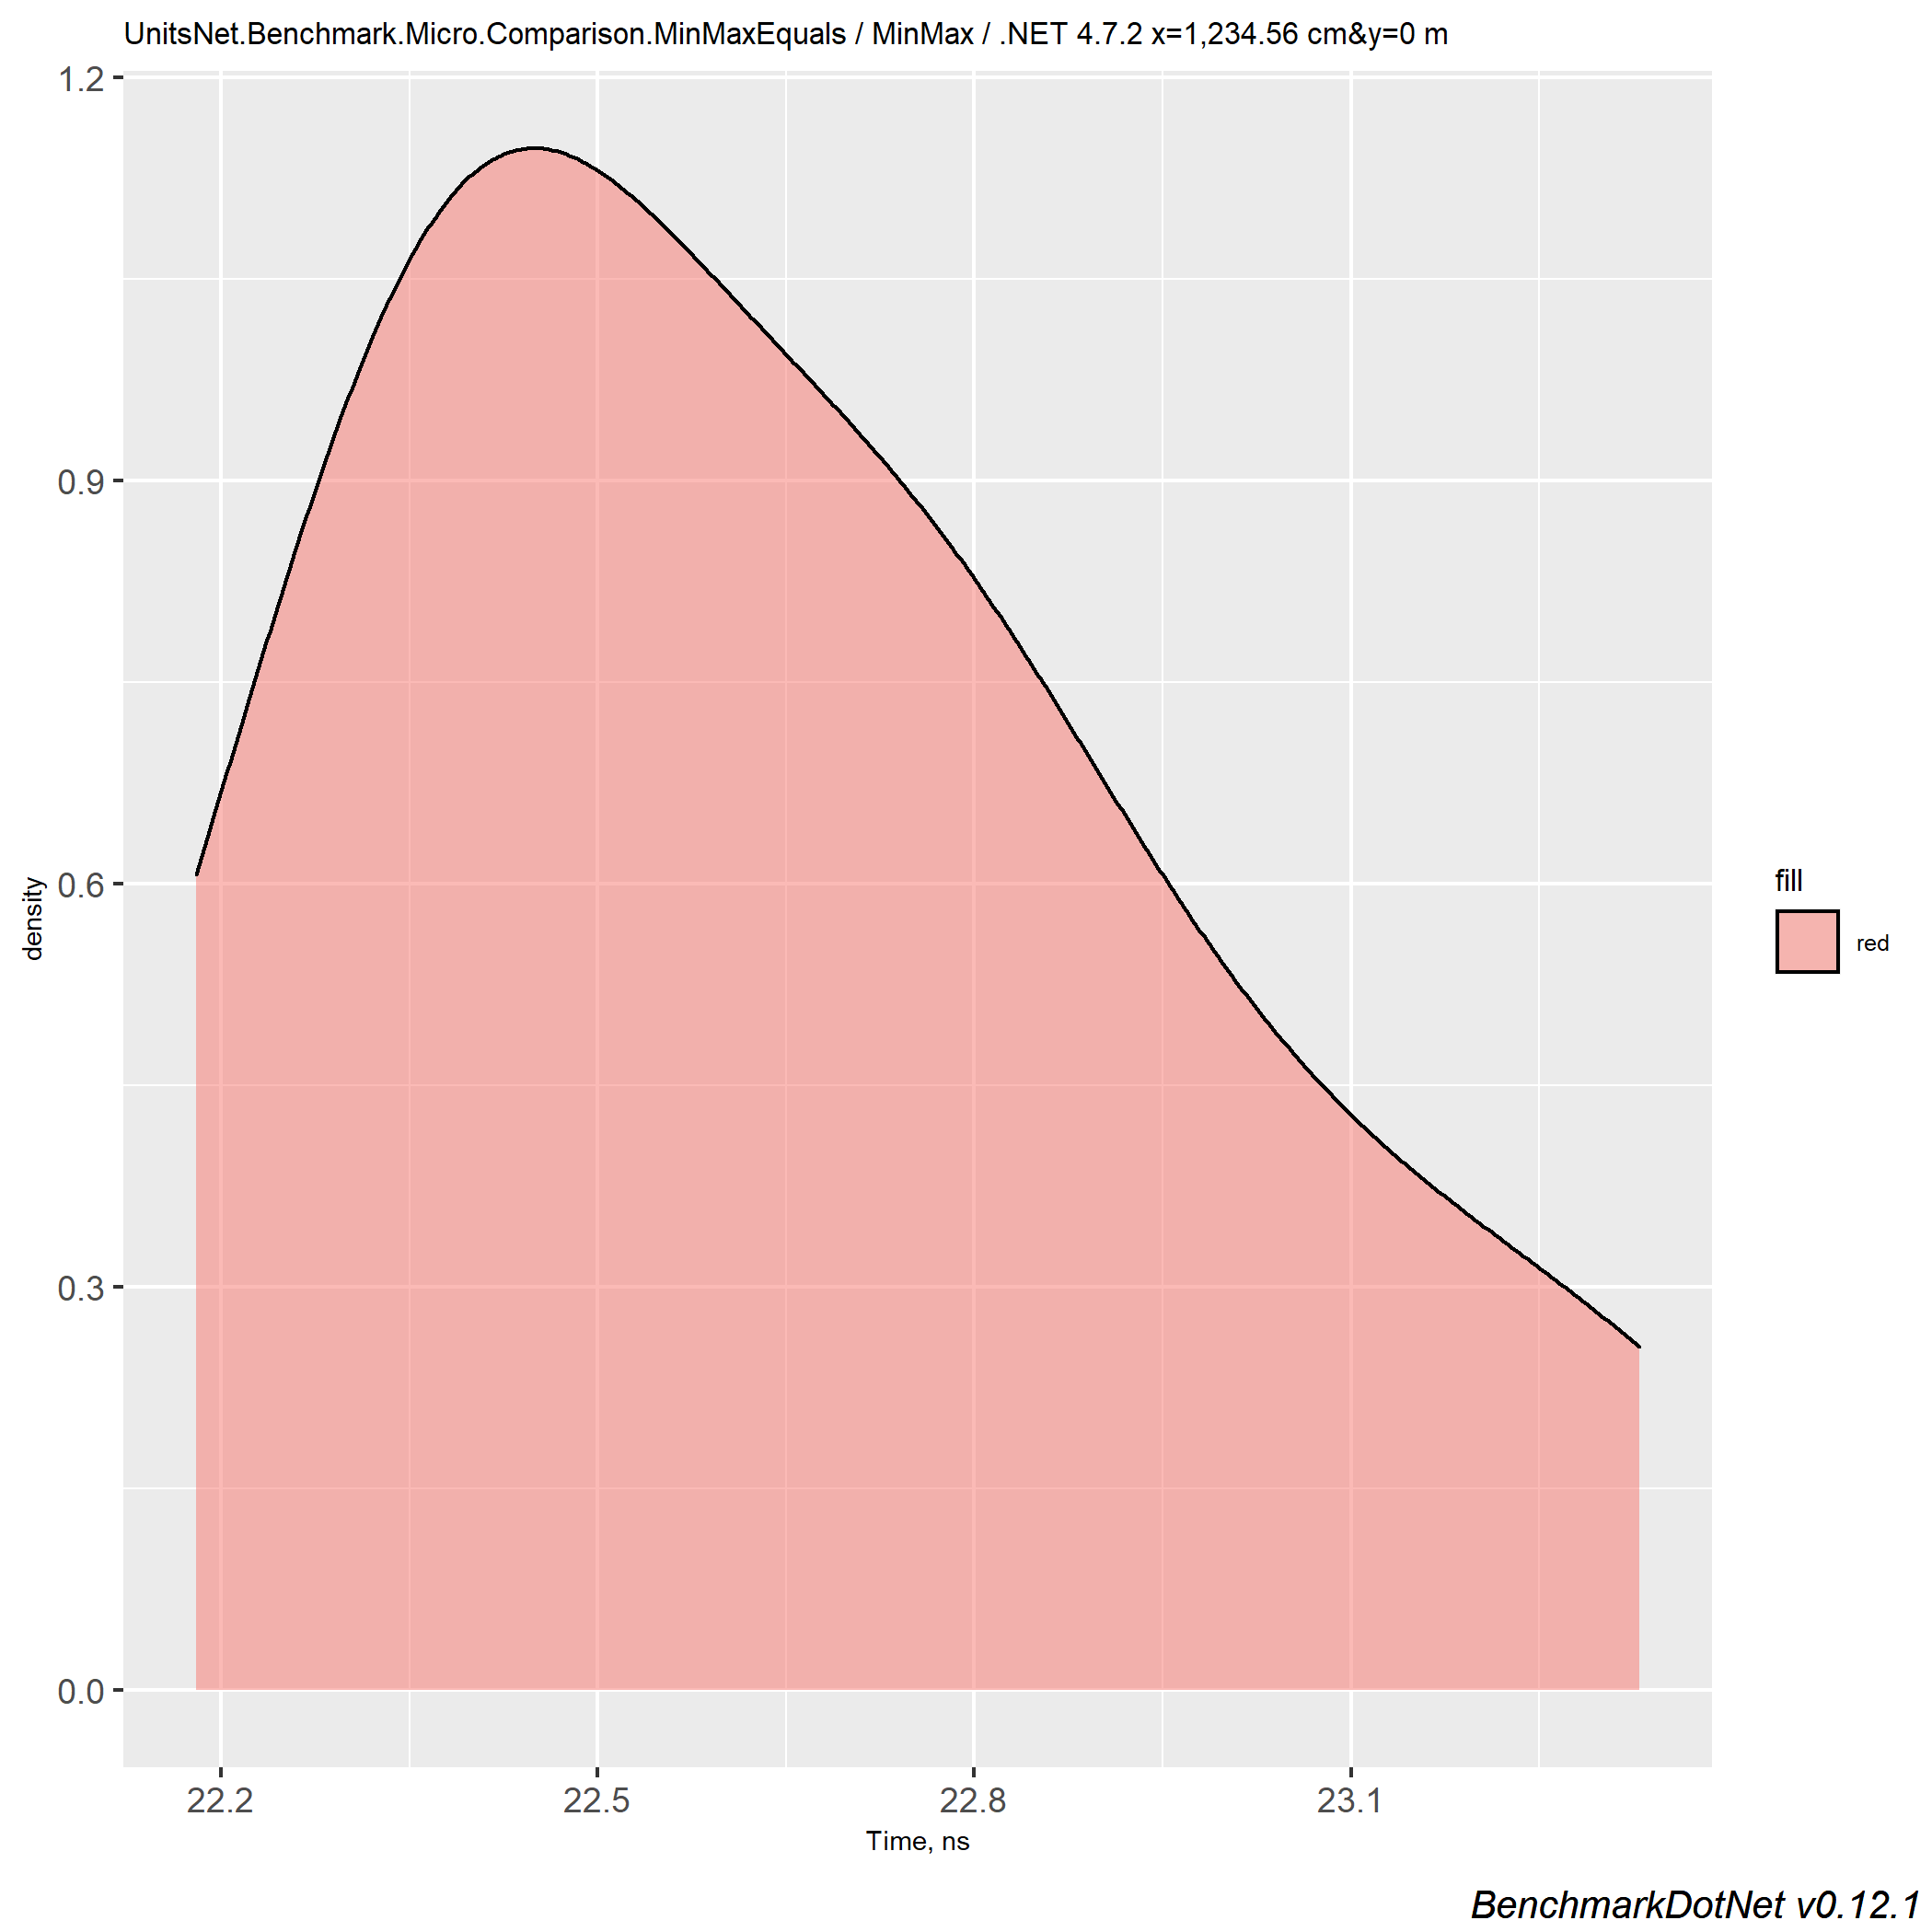 UnitsNet.Benchmark.Micro.Comparison.MinMaxEquals / MinMax / .NET 4.7.2 x=1,234.56 cm&y=0 m
1.2
0.9
0.6
0.3
0.0
density
22.2 22.5 22.8 23.1
Time, ns
fill
red
BenchmarkDotNet v0.12.1